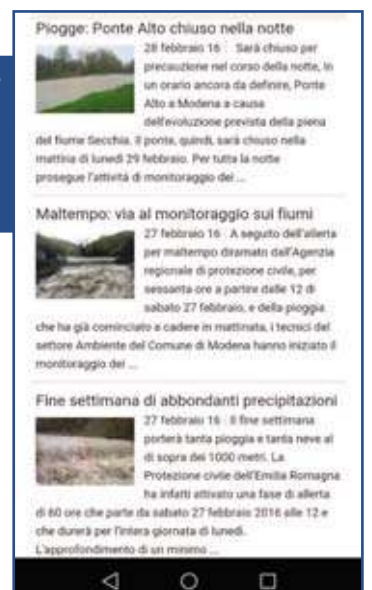 Piogge: Ponte Alto chiuso nella notte
28 febbraio 16 Sarà chiuso per
precauzione nel corso della notte, in
un orario ancora da definire, Ponte
Alto a Modena a causa
dell'evoluzione prevista della piena
del fiume Secchia. Il ponte, quindi, sarà chiuso nella
mattina di lunedì 29 febbraio. Per tutta la notte
prosegue l'attività di monitoraggio dei ...
Maltempo: via al monitoraggio sui fiumi
27 febbraio 16 A seguito dell'allerta
per maltempo diramato dall'Agenzia
regionale di protezione civile, per
sessanta ore a partire dalle 12 di
sabato 27 febbraio, e della pioggia
che ha già cominciato a cadere in mattinata, i tecnici del
settore Ambiente del Comune di Modena hanno iniziato il
monitoraggio dei ...
Fine settimana di abbondanti precipitazioni
27 febbraio 16 Il fine settimana
porterà tanta pioggia e tanta neve al
di sopra dei 1000 metri. La
Protezione civile dell'Emilia Romagna
ha infatti attivato una fase di allerta
di 60 ore che parte da sabato 27 febbraio 2016 alle 12 e
che durerà per l'intera giornata di lunedì.
L'approfondimento di un minimo ...